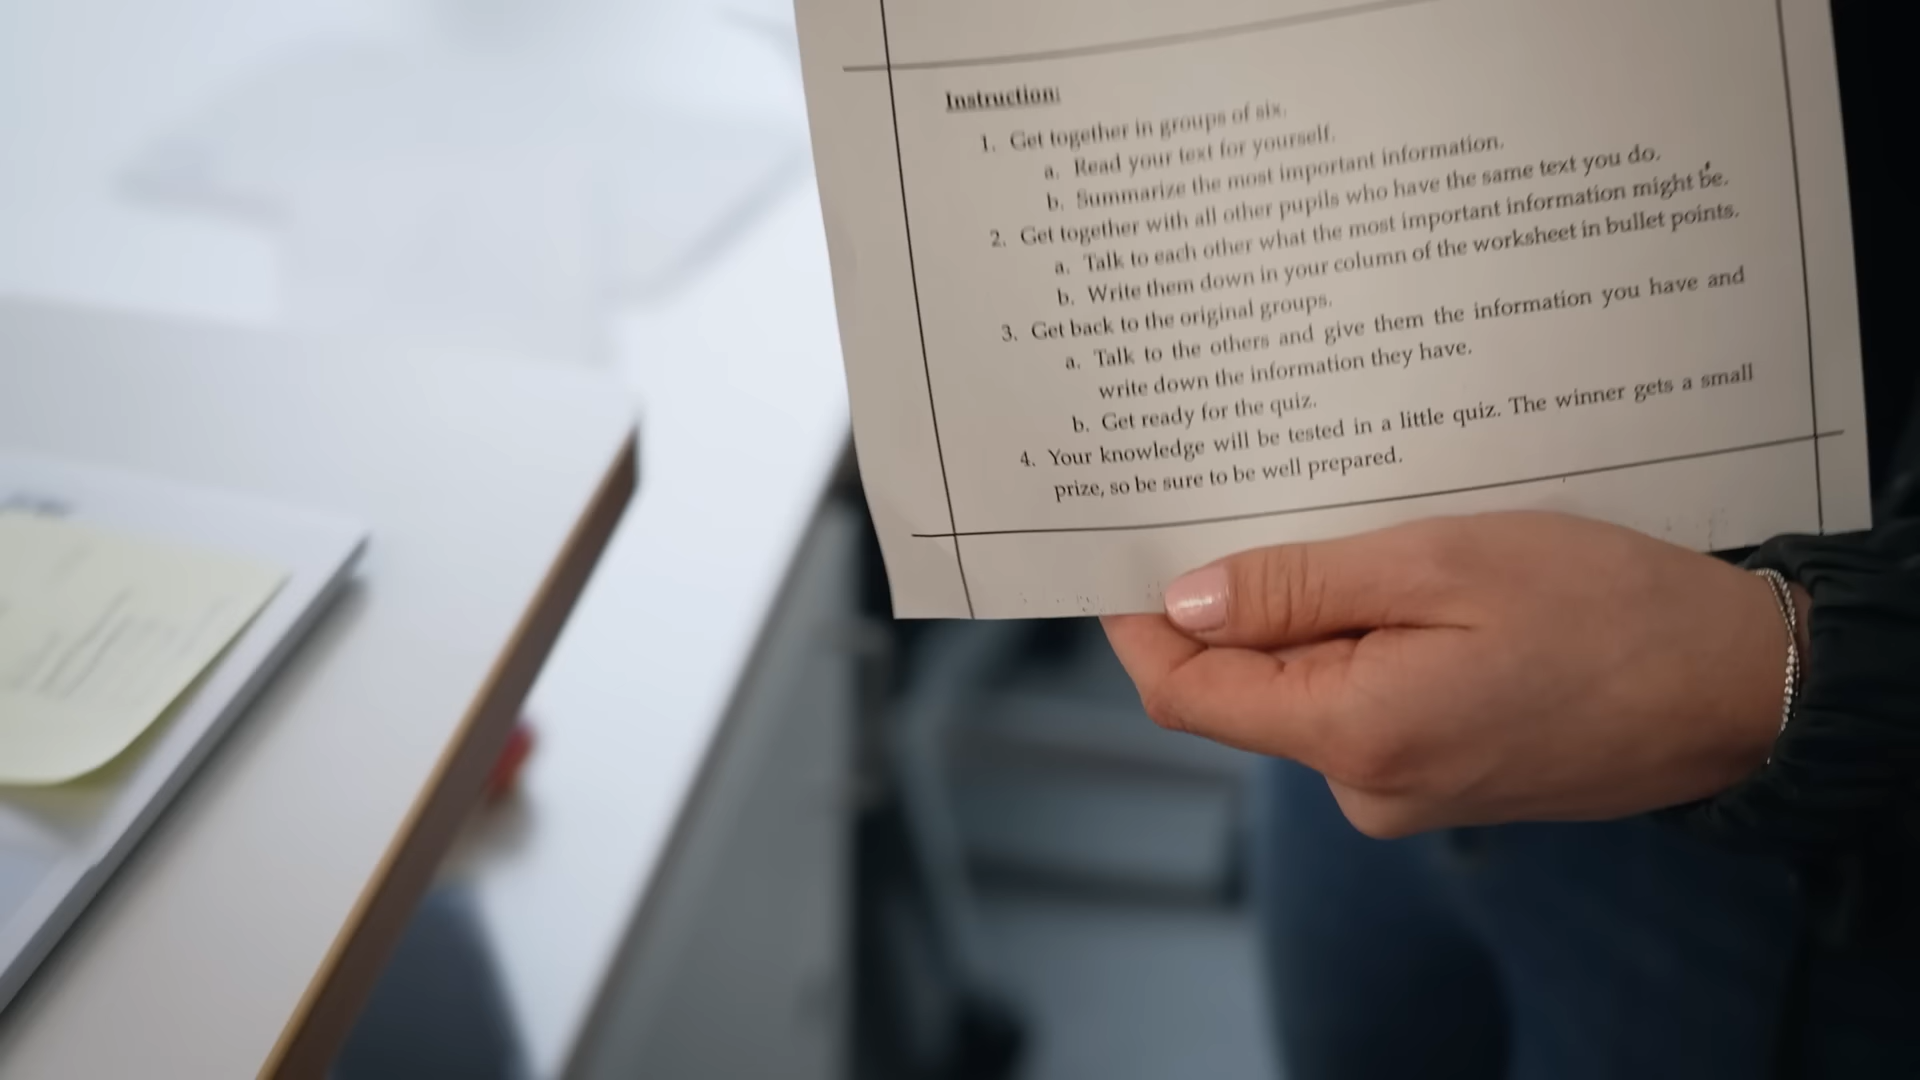 Instruction:
1. Get together in groups of six.
a. Read your text for yourself.
b. Summarize the most important information.
2. Get together with all other pupils who have the same text you do.
a. Talk to each other what the most important information might be.
b. Write them down in your column of the worksheet in bullet points.
3. Get back to the original groups.
a. Talk to the others and give them the information you have and
write down the information they have.
b. Get ready for the quiz.
4. Your knowledge will be tested in a little quiz. The winner gets a small
prize, so be sure to be well prepared.